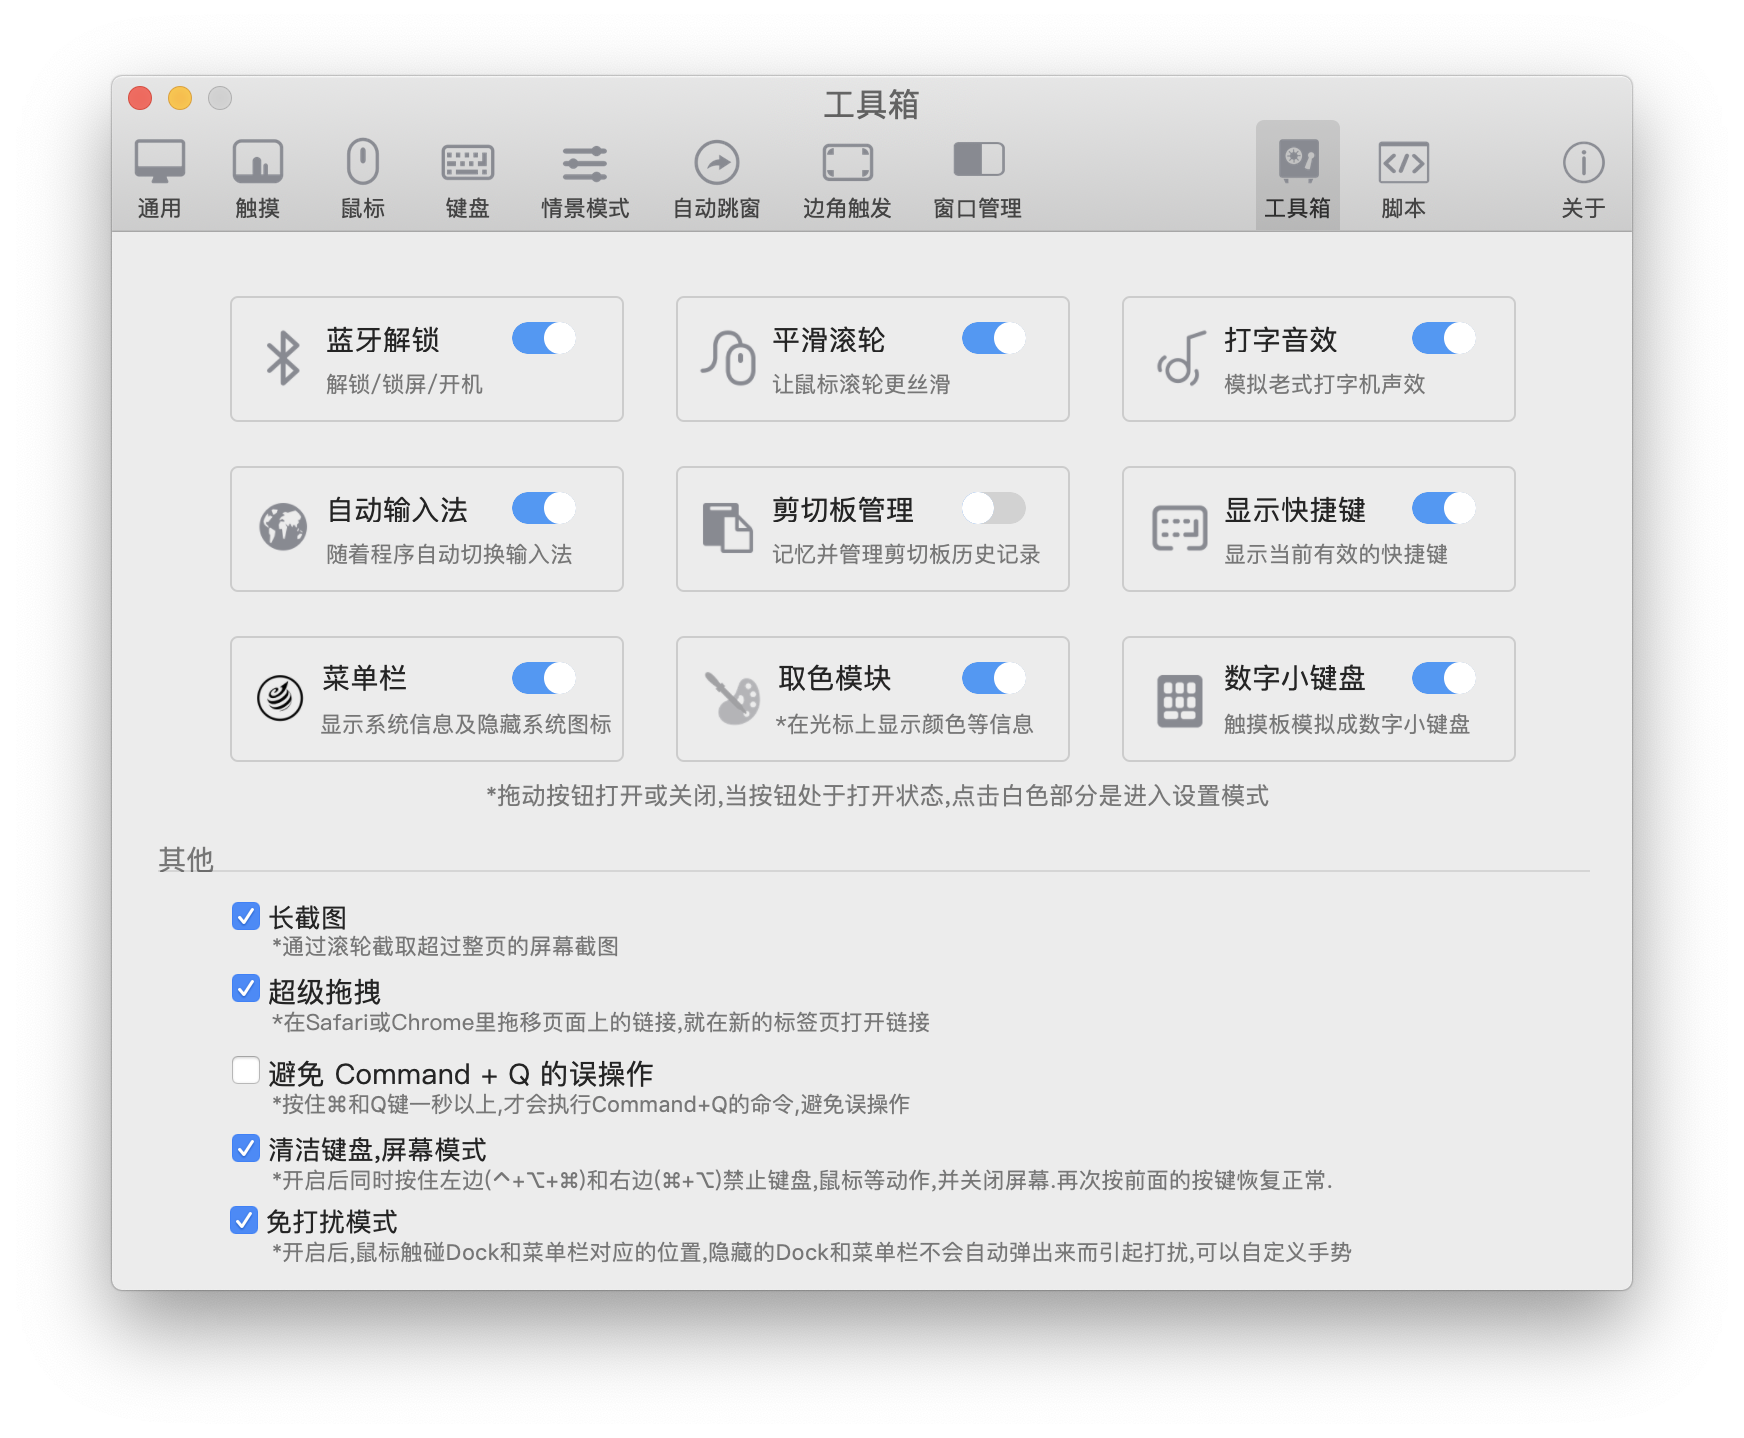 工具箱
通用
触摸
鼠标
键盘
情景模式
自动跳窗
边角触发
窗口管理
工具箱
脚本
关于
蓝牙解锁
解锁/锁屏/开机
平滑滚轮
让鼠标滚轮更丝滑
打字音效
模拟老式打字机声效
自动输入法
随着程序自动切换输入法
剪切板管理
记忆并管理剪切板历史记录
显示快捷键
显示当前有效的快捷键
菜单栏
显示系统信息及隐藏系统图标
取色模块
*在光标上显示颜色等信息
数字小键盘
触摸板模拟成数字小键盘
*拖动按钮打开或关闭,当按钮处于打开状态,点击白色部分是进入设置模式
其他
长截图
*通过滚轮截取超过整页的屏幕截图
超级拖拽
*在Safari或Chrome里拖移页面上的链接,就在新的标签页打开链接
避免 Command + Q 的误操作
*按住⌘和Q键一秒以上,才会执行Command+Q的命令,避免误操作
清洁键盘,屏幕模式
*开启后同时按住左边(^+⌥+⌘)和右边(⌘+⌥)禁止键盘,鼠标等动作,并关闭屏幕.再次按前面的按键恢复正常.
免打扰模式
*开启后,鼠标触碰Dock和菜单栏对应的位置,隐藏的Dock和菜单栏不会自动弹出来而引起打扰,可以自定义手势